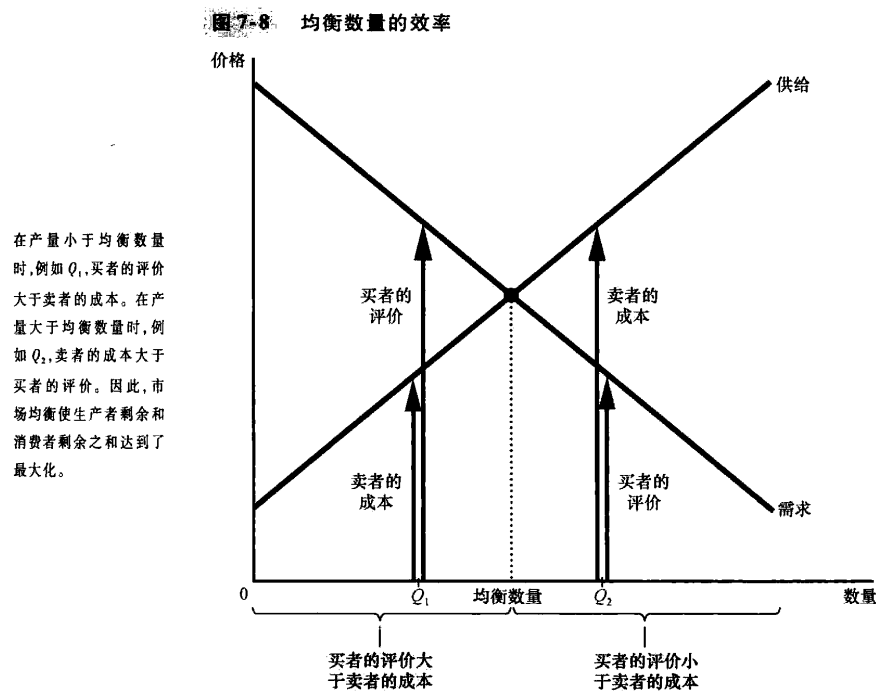 图 7-8 均衡数量的效率
价格
供给
在产量小于均衡数量
时,例如 Q₁,买者的评价
大于卖者的成本。在产
量大于均衡数量时,例
如 Q₂,卖者的成本大于
买者的评价。因此,市
场均衡使生产者剩余和
消费者剩余之和达到了
最大化。
买者的
评价
卖者的
成本
卖者的
成本
买者的
评价
需求
0 Q₁ 均衡数量 Q₂ 数量
买者的评价大
于卖者的成本
买者的评价小
于卖者的成本